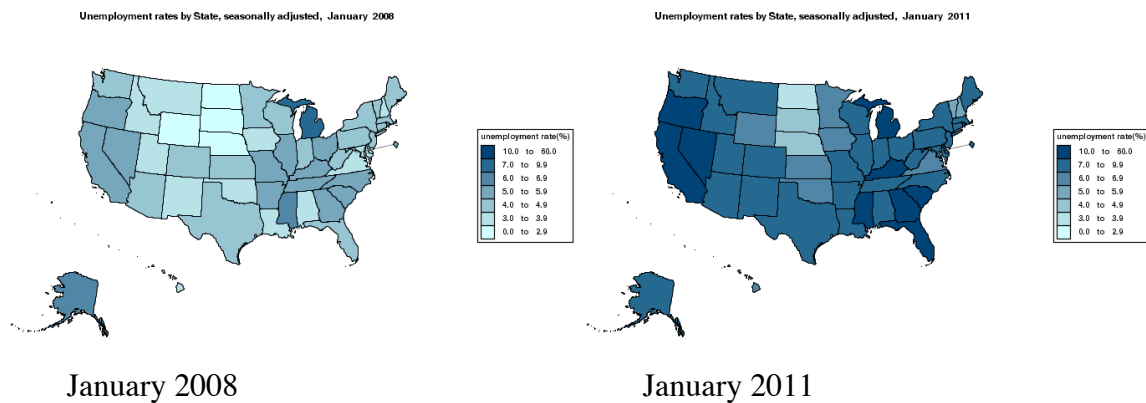 Unemployment rates by State, seasonally adjusted, January 2008
unemployment rate(%)
10.0 to 60.0
7.0 to 9.9
6.0 to 6.9
5.0 to 5.9
4.0 to 4.9
3.0 to 3.9
0.0 to 2.9
January 2008
Unemployment rates by State, seasonally adjusted, January 2011
unemployment rate(%)
10.0 to 60.0
7.0 to 9.9
6.0 to 6.9
5.0 to 5.9
4.0 to 4.9
3.0 to 3.9
0.0 to 2.9
January 2011